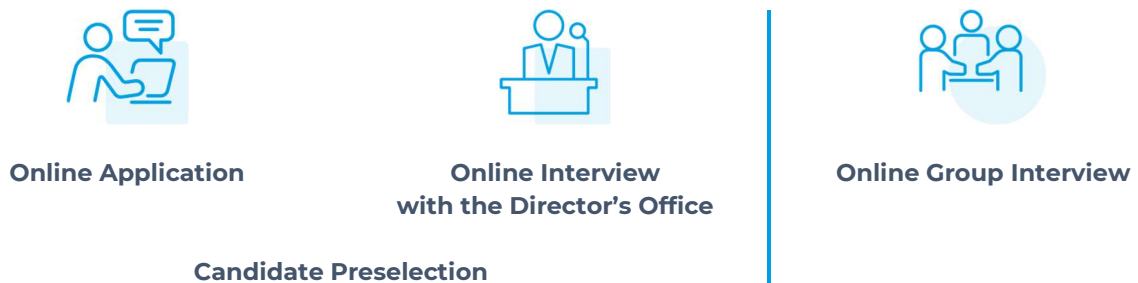 Online Application
Online Interview
with the Director’s Office
Candidate Preselection
Online Group Interview